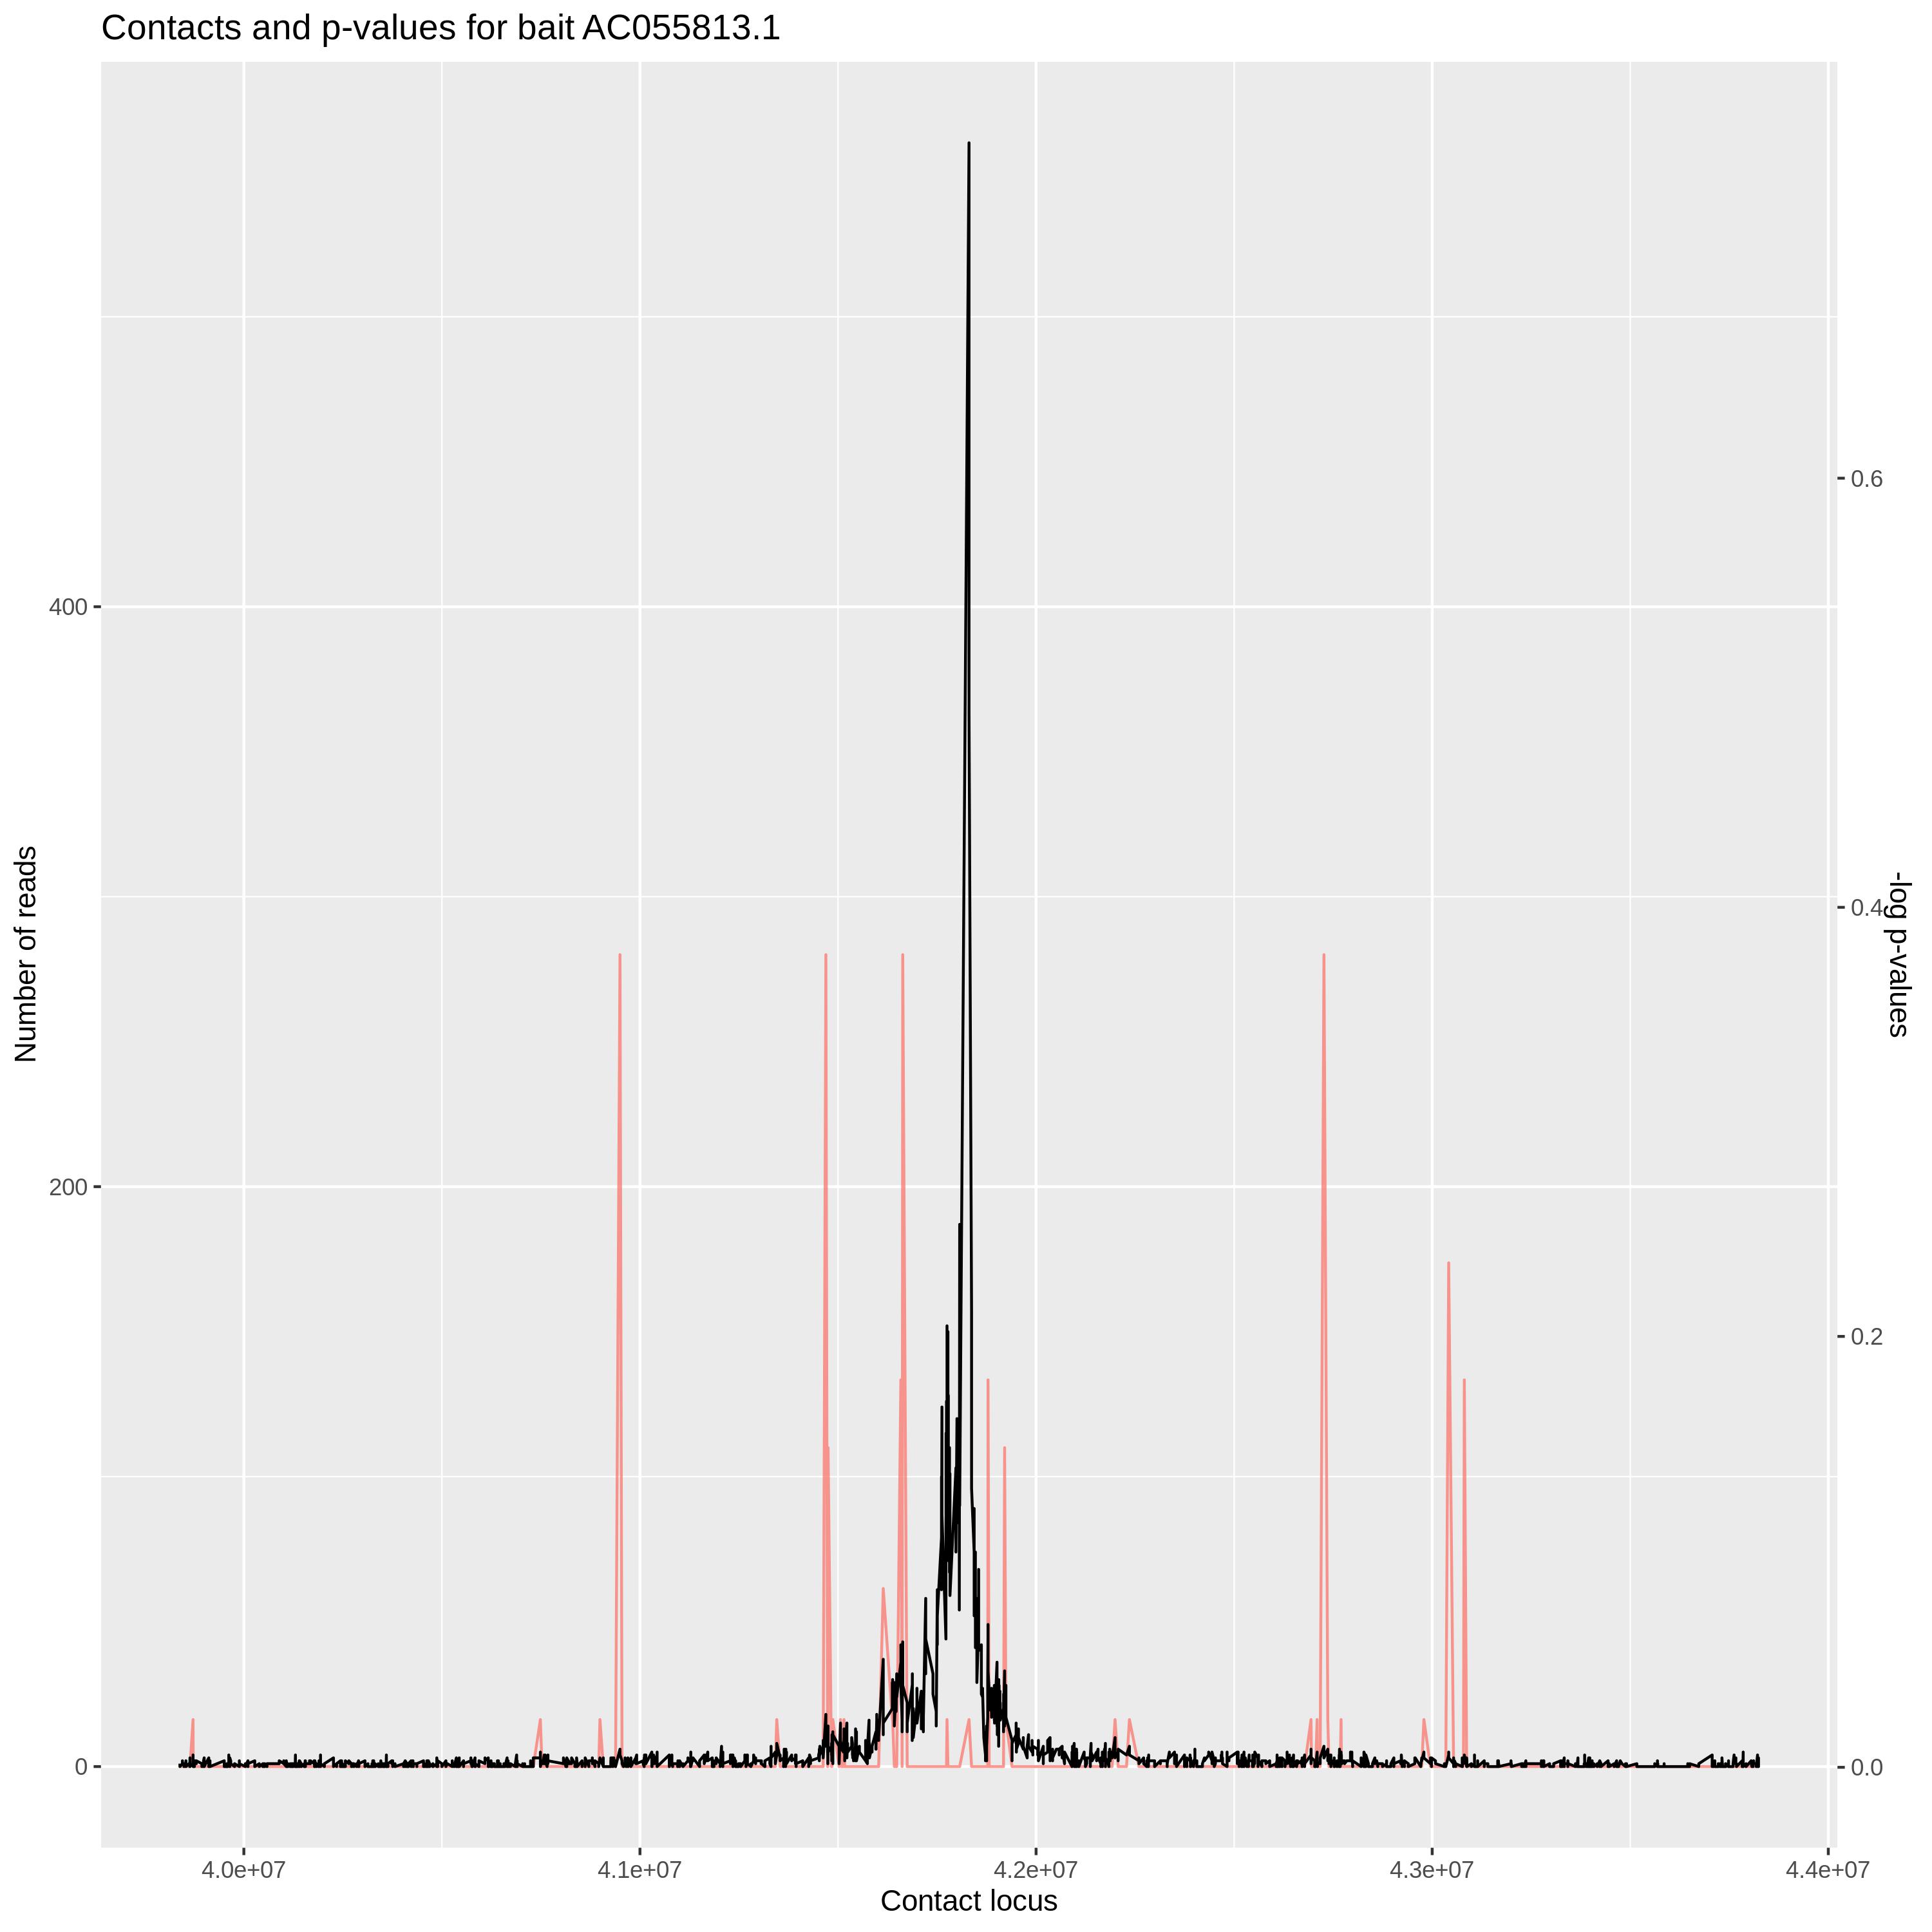 Contacts and p-values for bait AC055813.1
Number of reads
400
200
0
0.6
0.4
0.2
0.0
-log p-values
4.0e+07 4.1e+07 4.2e+07 4.3e+07 4.4e+07
Contact locus